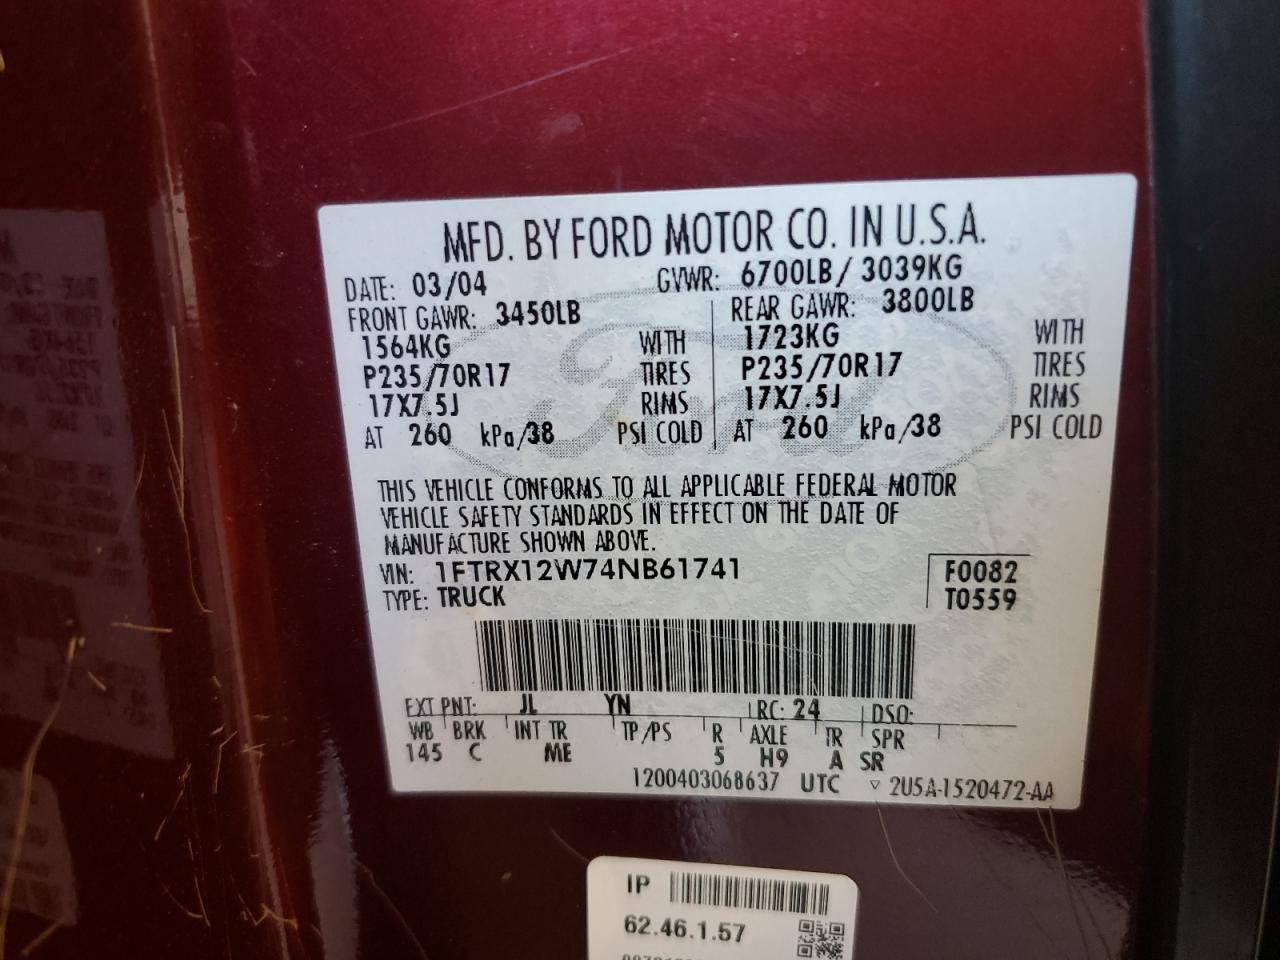 MFD. BY FORD MOTOR CO. IN U.S.A.
DATE: 03/04 GVWR: 6700LB/ 3039KG
FRONT GAWR: 3450LB REAR GAWR: 3800LB
1564KG WITH 1723KG WITH
P235/70R17 TIRES P235/70R17 TIRES
17X7.5J RIMS 17X7.5J RIMS
AT 260 kPa/38 PSI COLD AT 260 kPa/38 PSI COLD
THIS VEHICLE CONFORMS TO ALL APPLICABLE FEDERAL MOTOR
VEHICLE SAFETY STANDARDS IN EFFECT ON THE DATE OF
MANUFACTURE SHOWN ABOVE.
VIN: 1FTRX12W74NB61741 F0082
TYPE: TRUCK T0559
EXT PNT: JL YN RC: 24 DSO:
WB BRK INT TR TP/PS R AXLE TR SPR
145 C ME 5 H9 A SR
1200403068637 UTC ▽ 2U5A-1520472-AA
IP
62.46.1.57